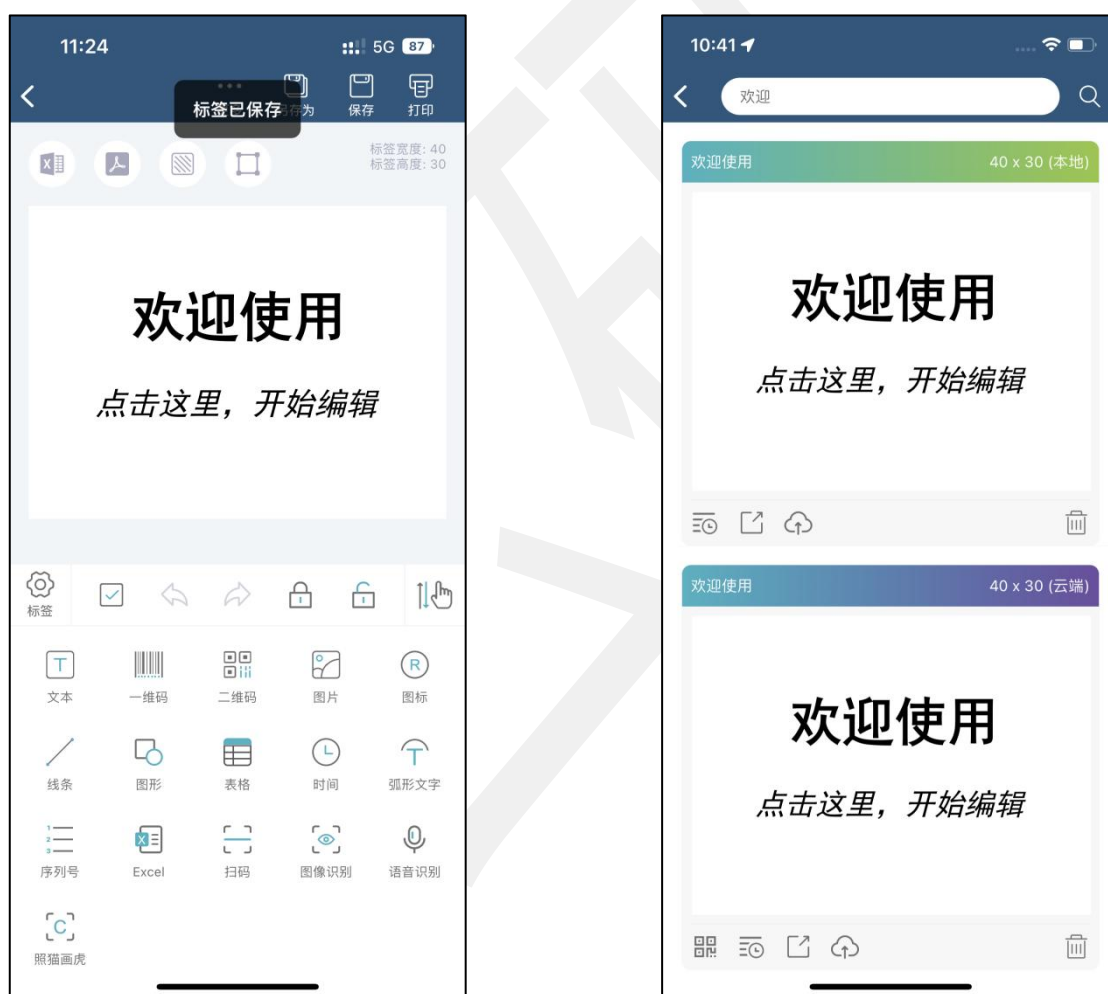 11:24
5G 87
标签已保存
另存为
保存
打印
标签宽度: 40
标签高度: 30
欢迎使用
点击这里，开始编辑
标签
文本
一维码
二维码
图片
图标
线条
图形
表格
时间
弧形文字
序列号
Excel
扫码
图像识别
语音识别
照猫画虎
10:41
欢迎
欢迎使用
40 x 30 (本地)
欢迎使用
点击这里，开始编辑
欢迎使用
40 x 30 (云端)
欢迎使用
点击这里，开始编辑